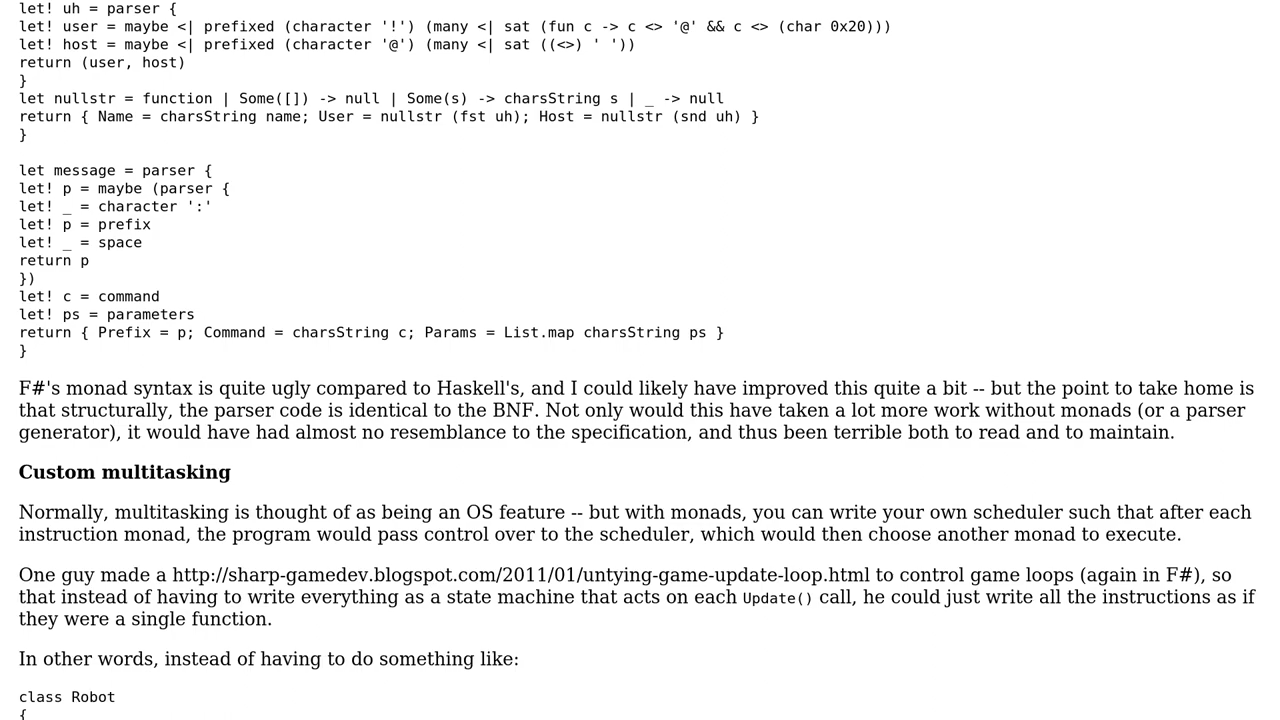 let! uh = parser {
let! user = maybe <| prefixed (character '!') (many <| sat (fun c -> c <> '@' && c <> (char 0x20)))
let! host = maybe <| prefixed (character '@') (many <| sat ((<>) ' '))
return (user, host)
}
let nullstr = function | Some([]) -> null | Some(s) -> charsString s | _ -> null
return { Name = charsString name; User = nullstr (fst uh); Host = nullstr (snd uh) }
}

let message = parser {
let! p = maybe (parser {
let! _ = character ':'
let! p = prefix
let! _ = space
return p
})
let! c = command
let! ps = parameters
return { Prefix = p; Command = charsString c; Params = List.map charsString ps }
}

F#'s monad syntax is quite ugly compared to Haskell's, and I could likely have improved this quite a bit -- but the point to take home is
that structurally, the parser code is identical to the BNF. Not only would this have taken a lot more work without monads (or a parser
generator), it would have had almost no resemblance to the specification, and thus been terrible both to read and to maintain.

Custom multitasking

Normally, multitasking is thought of as being an OS feature -- but with monads, you can write your own scheduler such that after each
instruction monad, the program would pass control over to the scheduler, which would then choose another monad to execute.

One guy made a http://sharp-gamedev.blogspot.com/2011/01/untying-game-update-loop.html to control game loops (again in F#), so
that instead of having to write everything as a state machine that acts on each Update() call, he could just write all the instructions as if
they were a single function.

In other words, instead of having to do something like:

class Robot
{